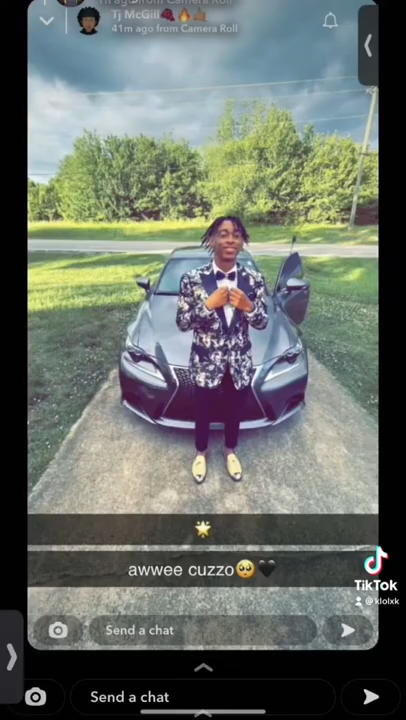 Tj McGill
41m ago from Camera Roll
awwee cuzzo
Send a chat
TikTok
@klolxk
Send a chat